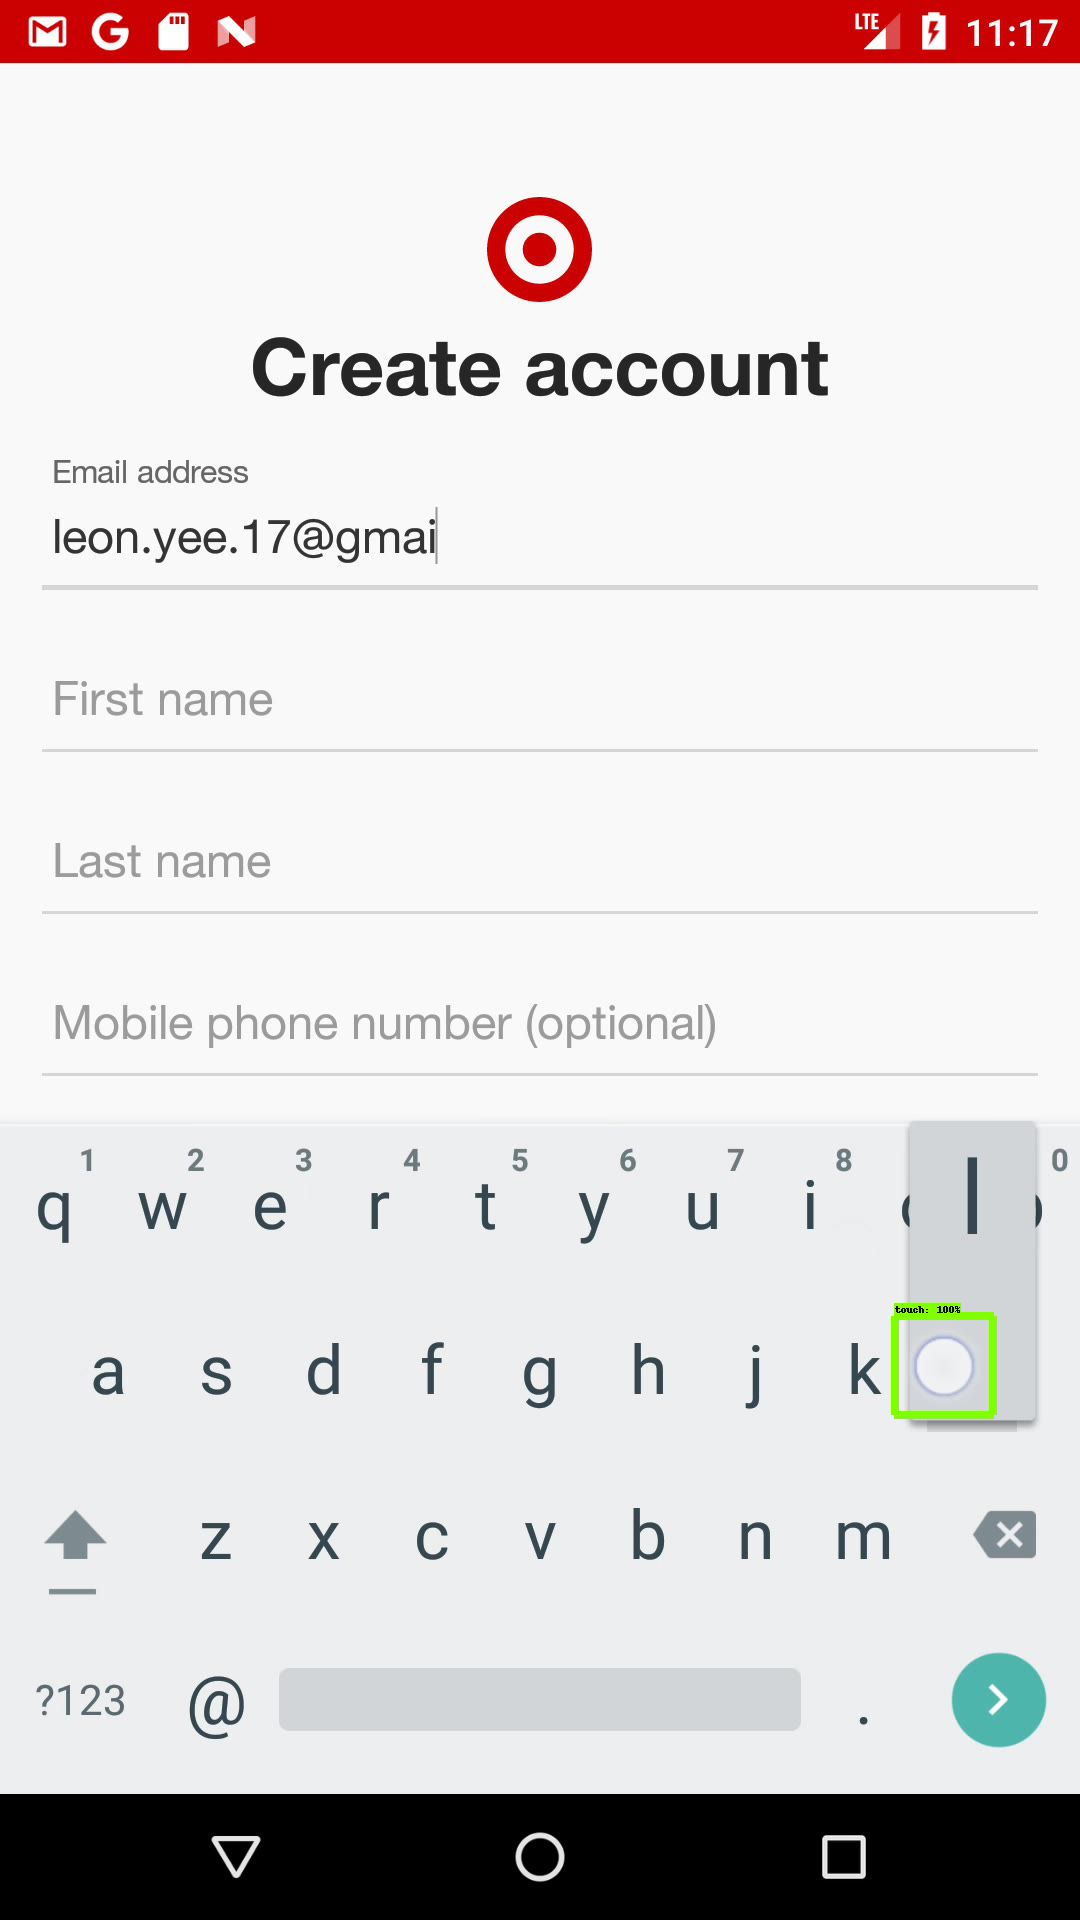 LTE 11:17
Create account
Email address
leon.yee.17@gmai
First name
Last name
Mobile phone number (optional)
1 2 3 4 5 6 7 8 0
q w e r t y u i l
touch: 100%
a s d f g h j k
z x c v b n m
?123 @ .